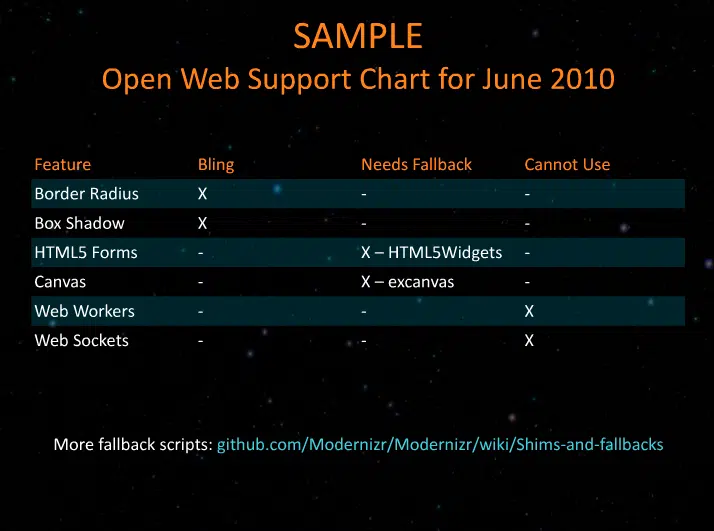 SAMPLE
Open Web Support Chart for June 2010
Feature Bling Needs Fallback Cannot Use
Border Radius X - -
Box Shadow X - -
HTML5 Forms - X – HTML5Widgets -
Canvas - X – excanvas -
Web Workers - - X
Web Sockets - - X
More fallback scripts: github.com/Modernizr/Modernizr/wiki/Shims-and-fallbacks